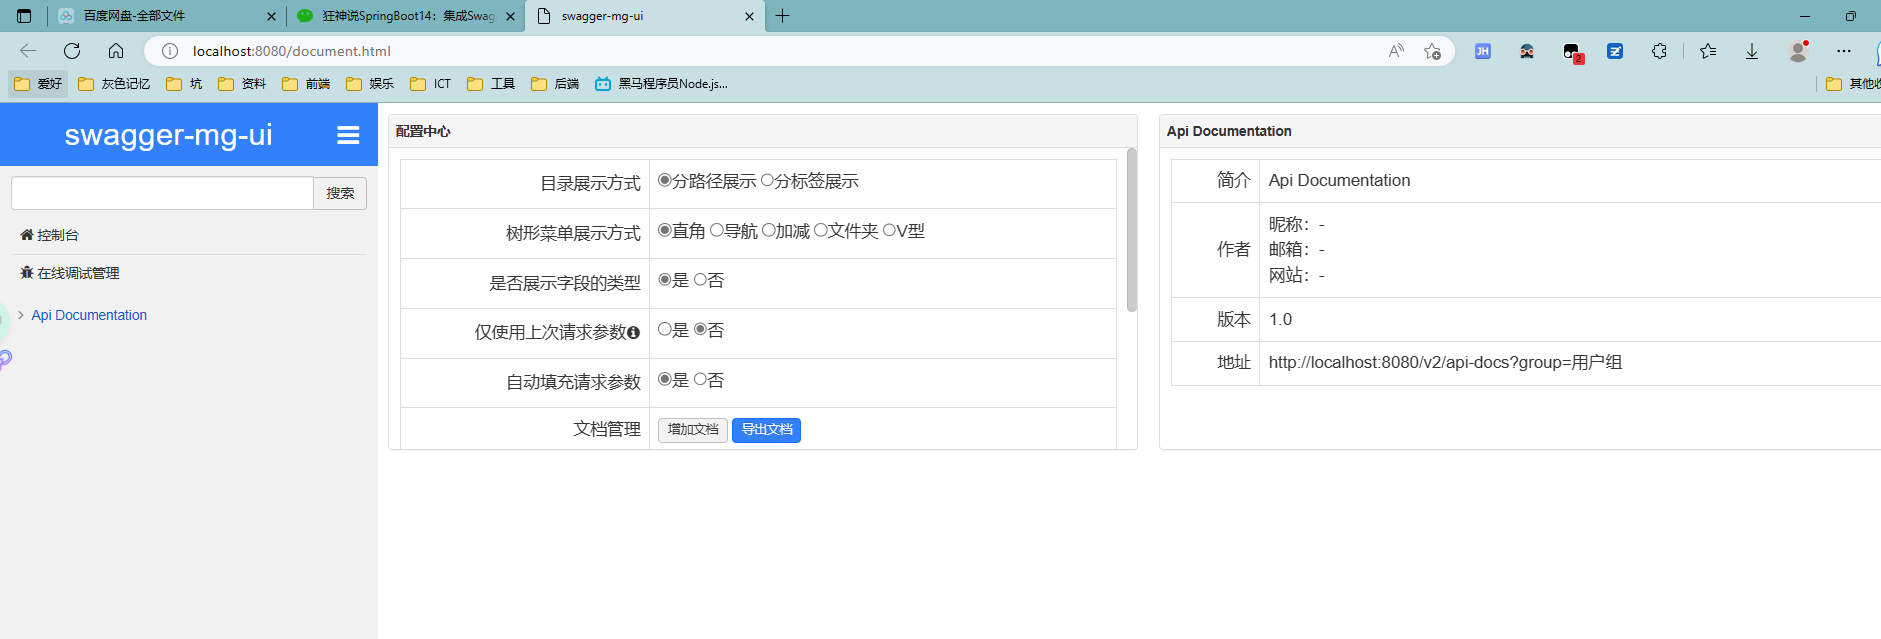 百度网盘-全部文件
狂神说SpringBoot14：集成Swag
swagger-mg-ui
localhost:8080/document.html
JH
2
爱好
灰色记忆
坑
资料
前端
娱乐
ICT
工具
后端
黑马程序员Node.js...
其他收
swagger-mg-ui
搜索
控制台
在线调试管理
Api Documentation
配置中心
目录展示方式 分路径展示 分标签展示
树形菜单展示方式 直角 导航 加减 文件夹 V型
是否展示字段的类型 是 否
仅使用上次请求参数 是 否
自动填充请求参数 是 否
文档管理 增加文档 导出文档
Api Documentation
简介 Api Documentation
作者 昵称：-
邮箱：-
网站：-
版本 1.0
地址 http://localhost:8080/v2/api-docs?group=用户组